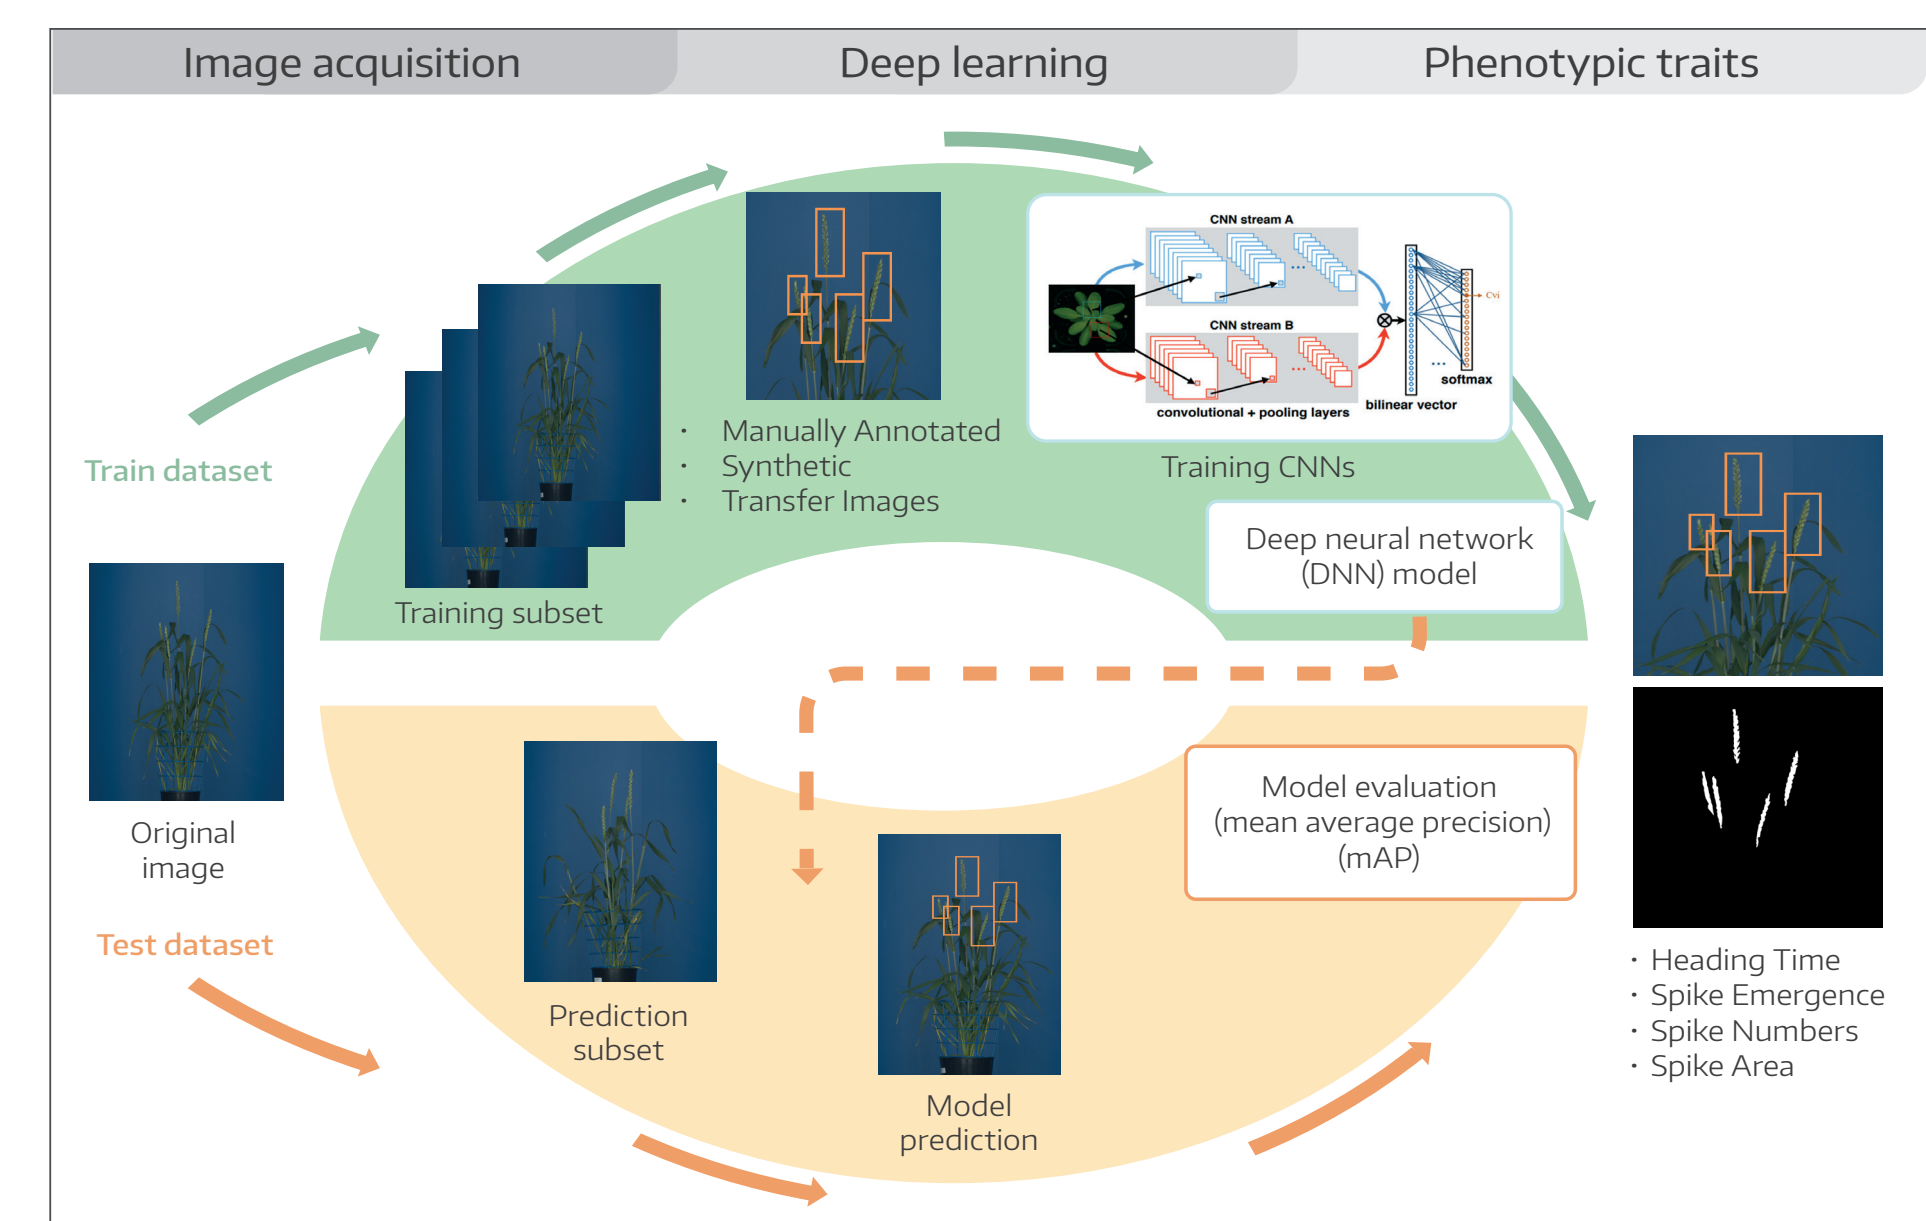 Image acquisition
Deep learning
Phenotypic traits
Train dataset
Original
image
Test dataset
Training subset
· Manually Annotated
· Synthetic
· Transfer Images
CNN stream A
...
CNN stream B
...
convolutional + pooling layers
bilinear vector
...
softmax
Cvi
Training CNNs
Deep neural network
(DNN) model
Prediction
subset
Model
prediction
Model evaluation
(mean average precision)
(mAP)
· Heading Time
· Spike Emergence
· Spike Numbers
· Spike Area